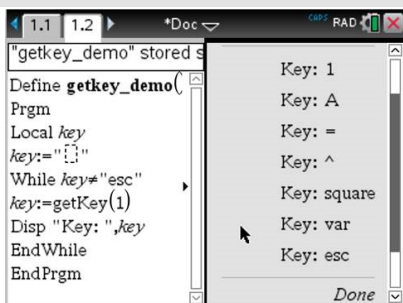 1.1 1.2 *Doc CAPS RAD
"getkey_demo" stored s
Define getkey_demo(
Prgm
Local key
key:=" "
While key≠"esc"
key:=getKey(1)
Disp "Key: ",key
EndWhile
EndPrgm
Key: 1
Key: A
Key: =
Key: ^
Key: square
Key: var
Key: esc
Done